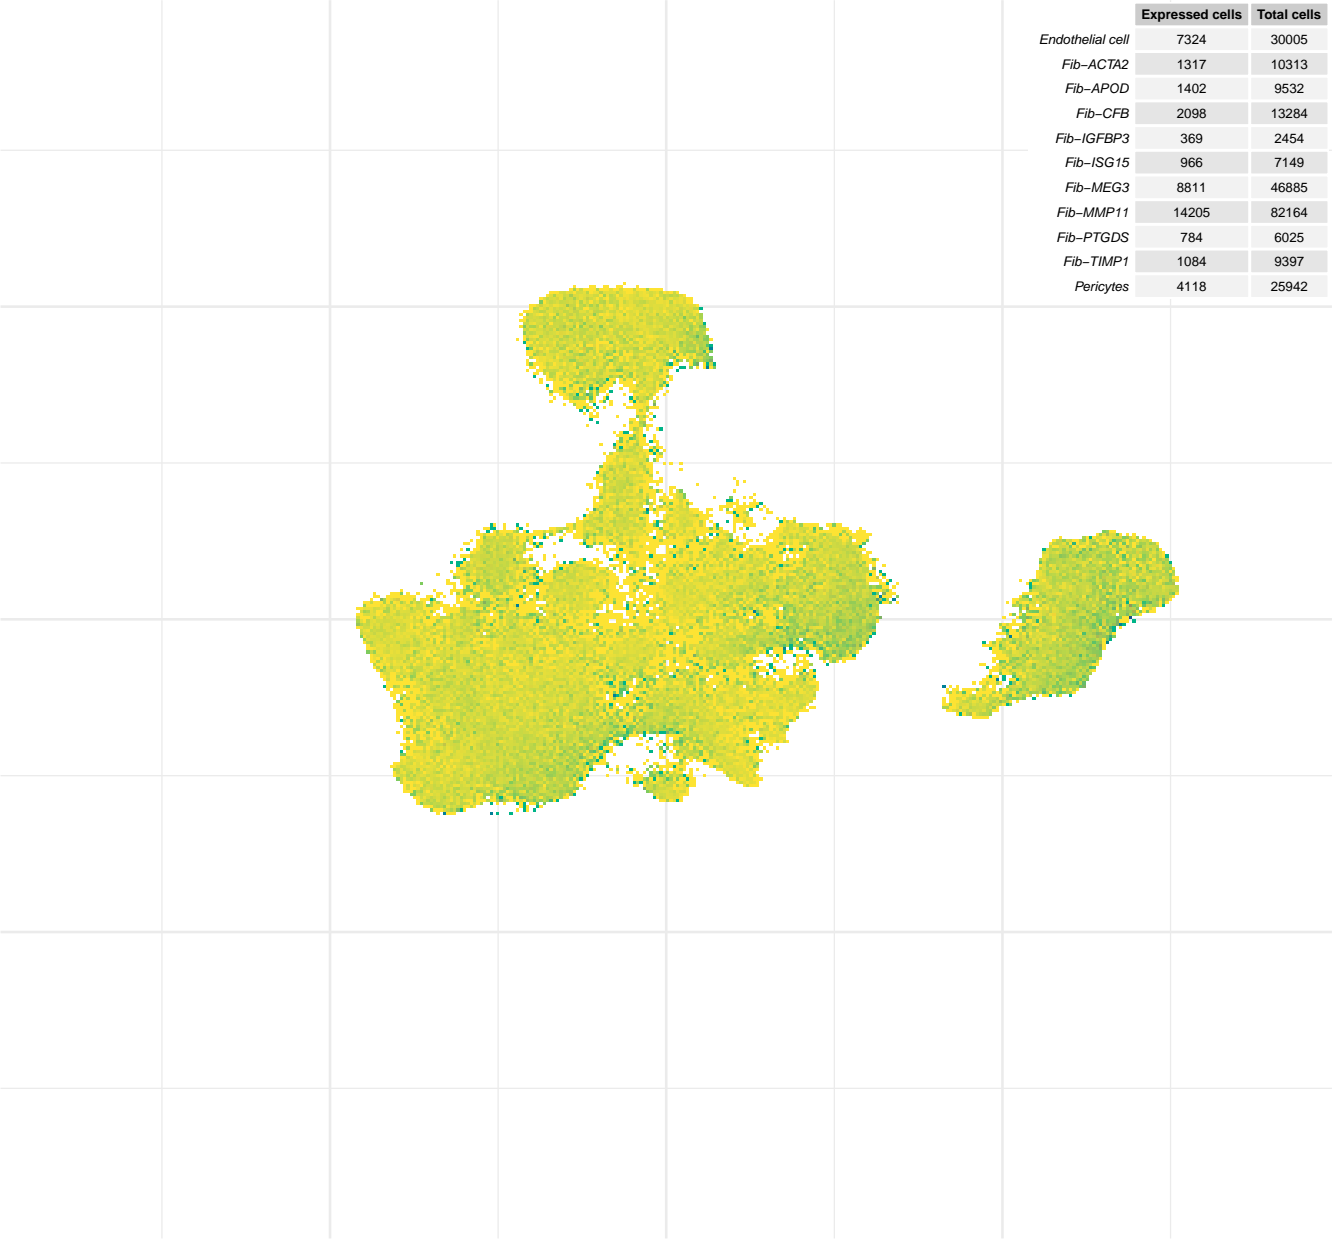 Expressed cells Total cells
Endothelial cell 7324 30005
Fib−ACTA2 1317 10313
Fib−APOD 1402 9532
Fib−CFB 2098 13284
Fib−IGFBP3 369 2454
Fib−ISG15 966 7149
Fib−MEG3 8811 46885
Fib−MMP11 14205 82164
Fib−PTGDS 784 6025
Fib−TIMP1 1084 9397
Pericytes 4118 25942